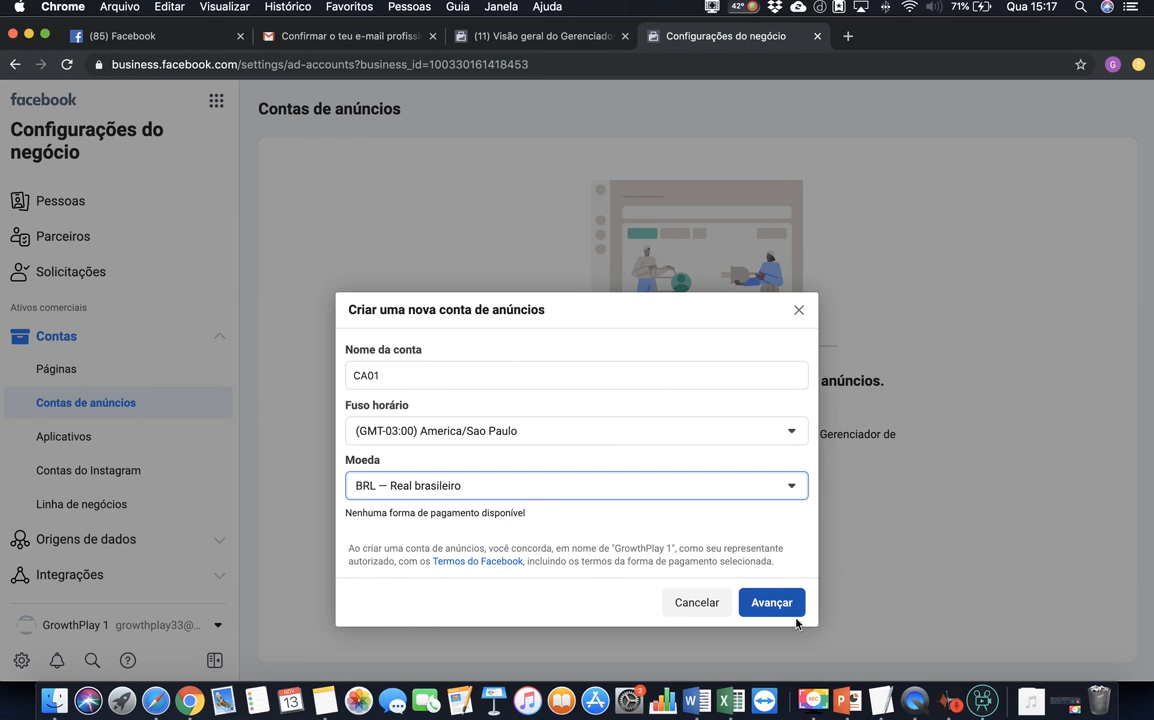 Chrome Arquivo Editar Visualizar Histórico Favoritos Pessoas Guia Janela Ajuda 42° 71% Qua 15:17
(85) Facebook
Confirmar o teu e-mail profiss
(11) Visão geral do Gerenciado
Configurações do negócio
business.facebook.com/settings/ad-accounts?business_id=100330161418453
G
facebook
Configurações do
negócio
Pessoas
Parceiros
Solicitações
Ativos comerciais
Contas
Páginas
Contas de anúncios
Aplicativos
Contas do Instagram
Linha de negócios
Origens de dados
Integrações
GrowthPlay 1 growthplay33@...
Contas de anúncios
anúncios.
Gerenciador de
Criar uma nova conta de anúncios
Nome da conta
CA01
Fuso horário
(GMT-03:00) America/Sao Paulo
Moeda
BRL — Real brasileiro
Nenhuma forma de pagamento disponível
Ao criar uma conta de anúncios, você concorda, em nome de "GrowthPlay 1", como seu representante
autorizado, com os Termos do Facebook, incluindo os termos da forma de pagamento selecionada.
Cancelar
Avançar